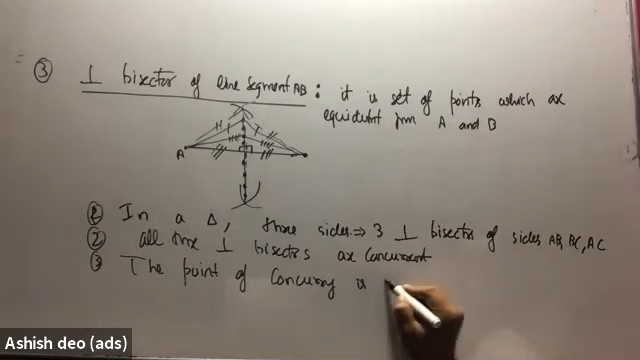 ③ ⊥ bisector of line segment AB : it is set of points which are
equidistnt from A and B
A
① In a Δ, three sides ⇒ 3 ⊥ bisector of sides AB, BC, AC
② all three ⊥ bisectors are concurrent
③ The point of concurry is
Ashish deo (ads)